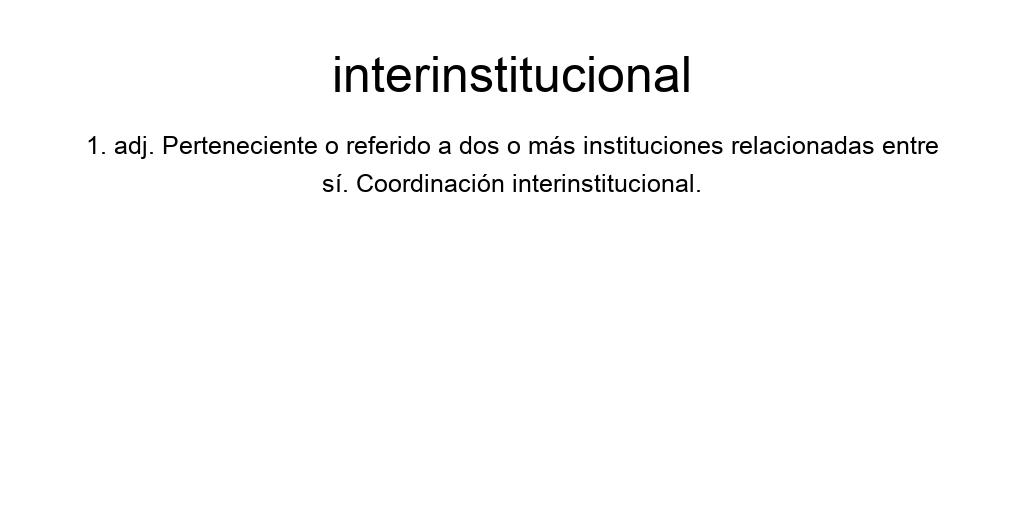 interinstitucional
1. adj. Perteneciente o referido a dos o más instituciones relacionadas entre
sí. Coordinación interinstitucional.